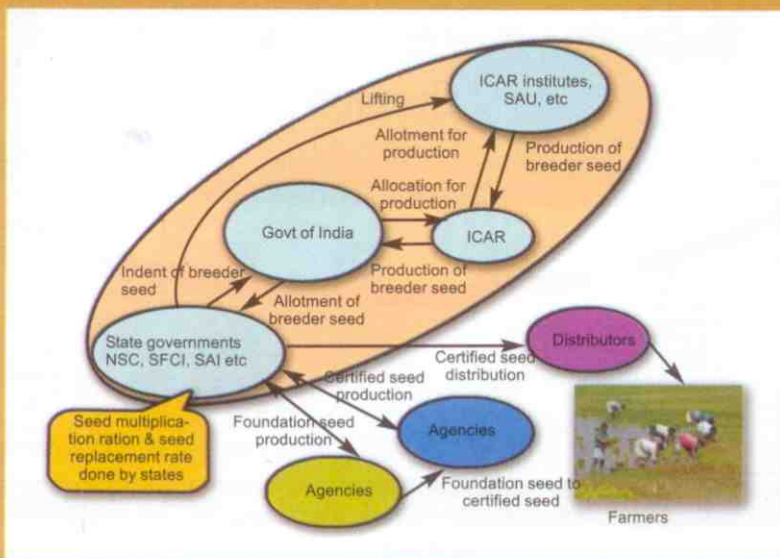 ICAR institutes,
SAU, etc
Lifting
Allotment for
production
Production of
breeder seed
Allocation for
production
Govt of India
ICAR
Production of
breeder seed
Indent of breeder
seed
Allotment of
breeder seed
State governments
NSC, SFCI, SAI etc
Distributors
Certified seed
distribution
Certified seed
production
Seed multiplica-
tion ration & seed
replacement rate
done by states
Foundation seed
production
Agencies
Agencies
Foundation seed to
certified seed
Farmers